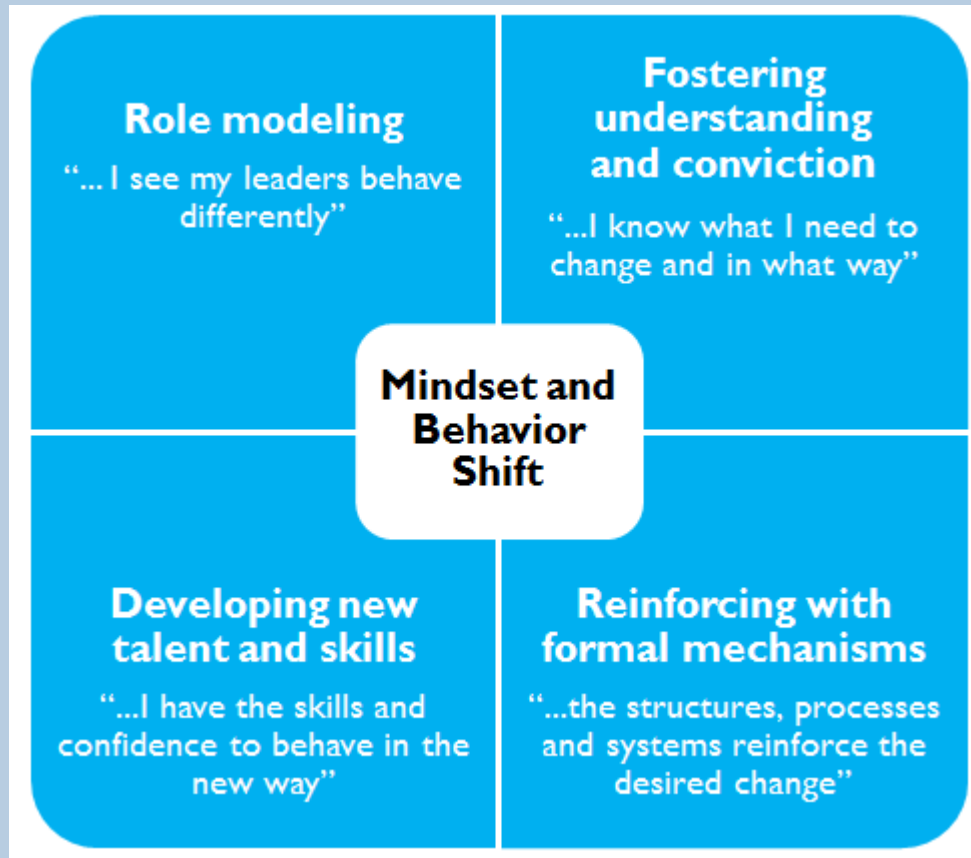 Role modeling
“... I see my leaders behave
differently”
Fostering
understanding
and conviction
“...I know what I need to
change and in what way”
Mindset and
Behavior
Shift
Developing new
talent and skills
“...I have the skills and
confidence to behave in the
new way”
Reinforcing with
formal mechanisms
“...the structures, processes
and systems reinforce the
desired change”